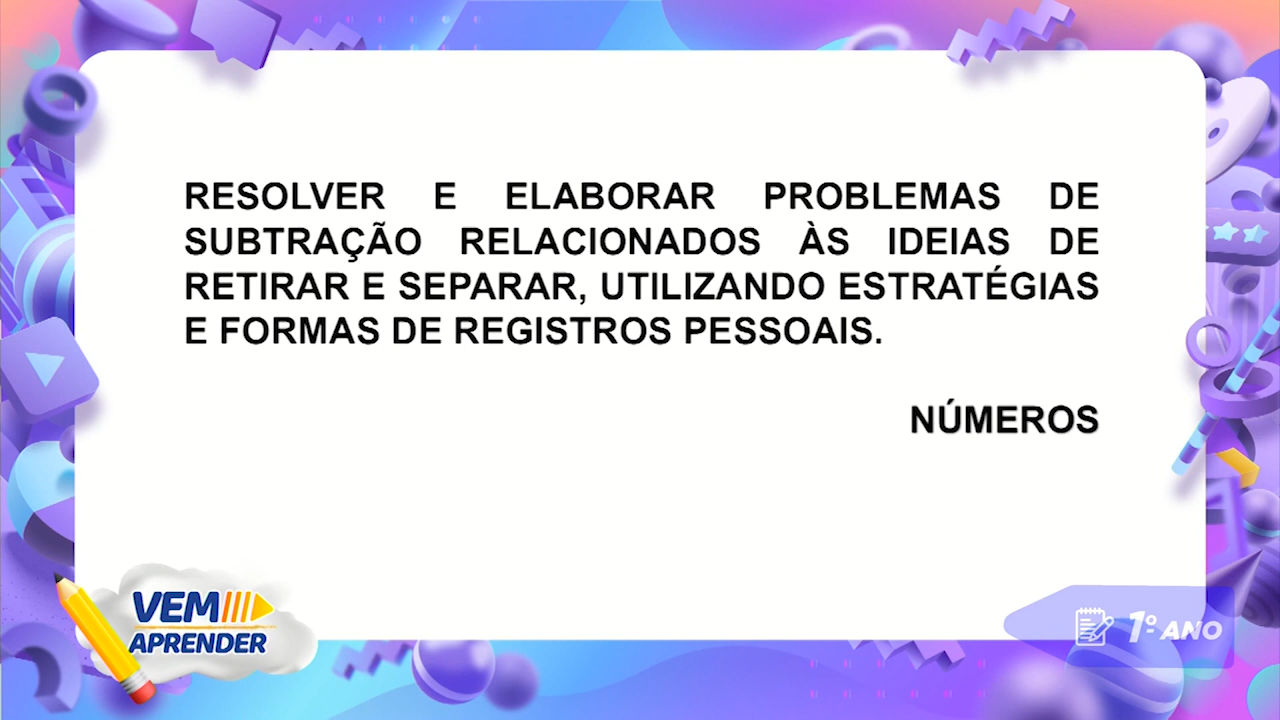 RESOLVER E ELABORAR PROBLEMAS DE
SUBTRAÇÃO RELACIONADOS ÀS IDEIAS DE
RETIRAR E SEPARAR, UTILIZANDO ESTRATÉGIAS
E FORMAS DE REGISTROS PESSOAIS.
NÚMEROS
VEM
APRENDER
1º ANO